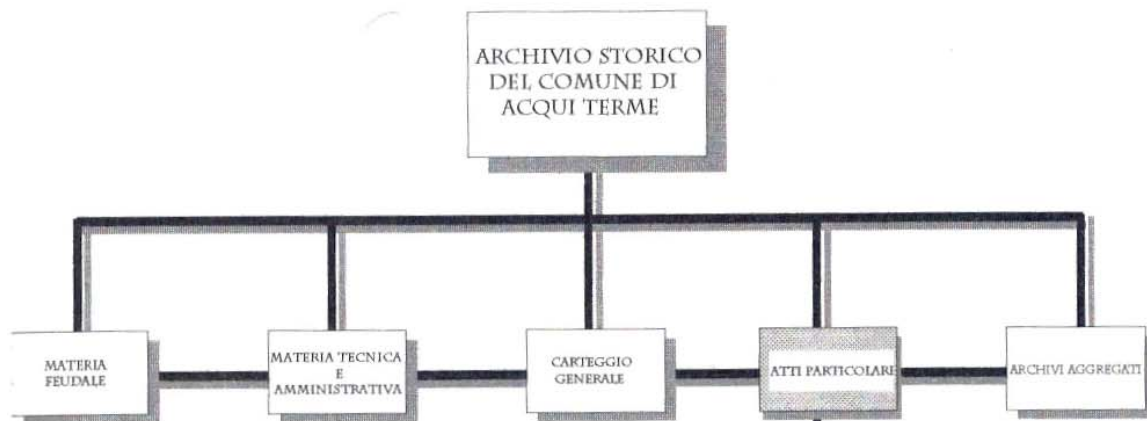 ARCHIVIO STORICO
DEL COMUNE DI
ACQUI TERME
MATERIA
FEUDALE
MATERIA TECNICA
E
AMMINISTRATIVA
CARTEGGIO
GENERALE
ATTI PARTICOLARI
ARCHIVI AGGREGATI